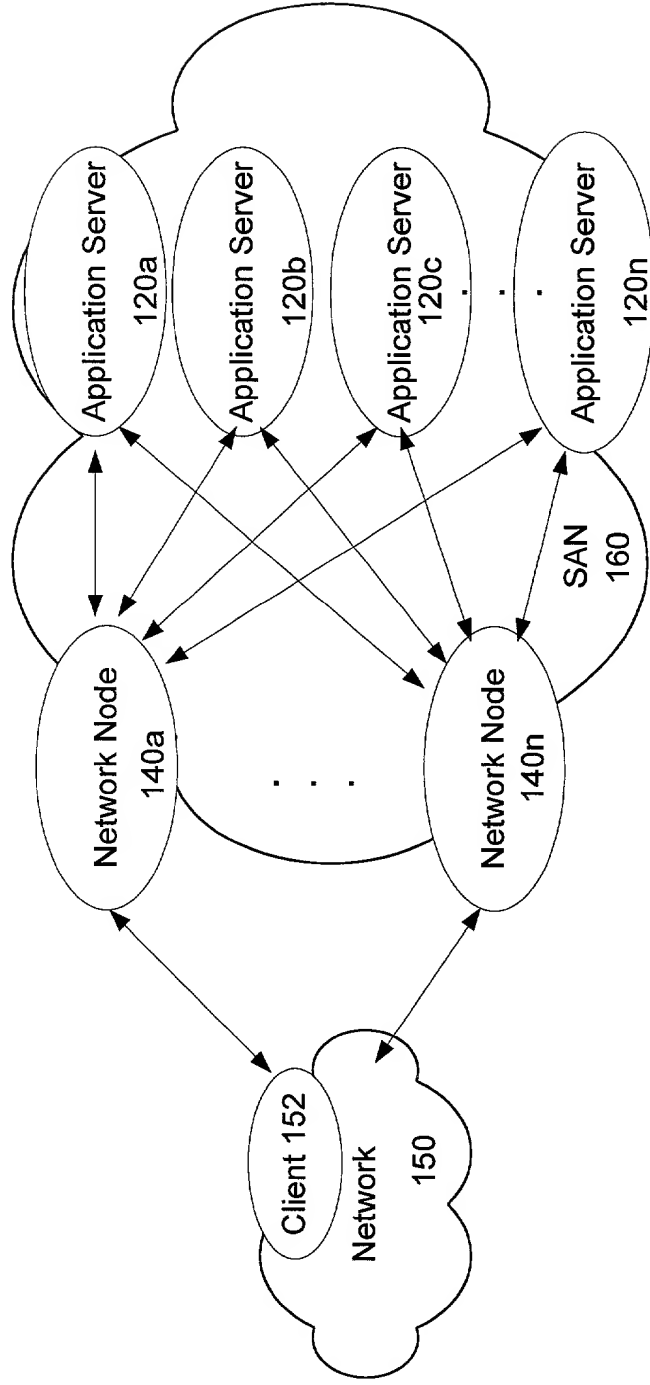 Client 152
Network
150
Network Node
140a
. . .
Network Node
140n
SAN
160
Application Server
120a
Application Server
120b
Application Server
120c
. . .
Application Server
120n